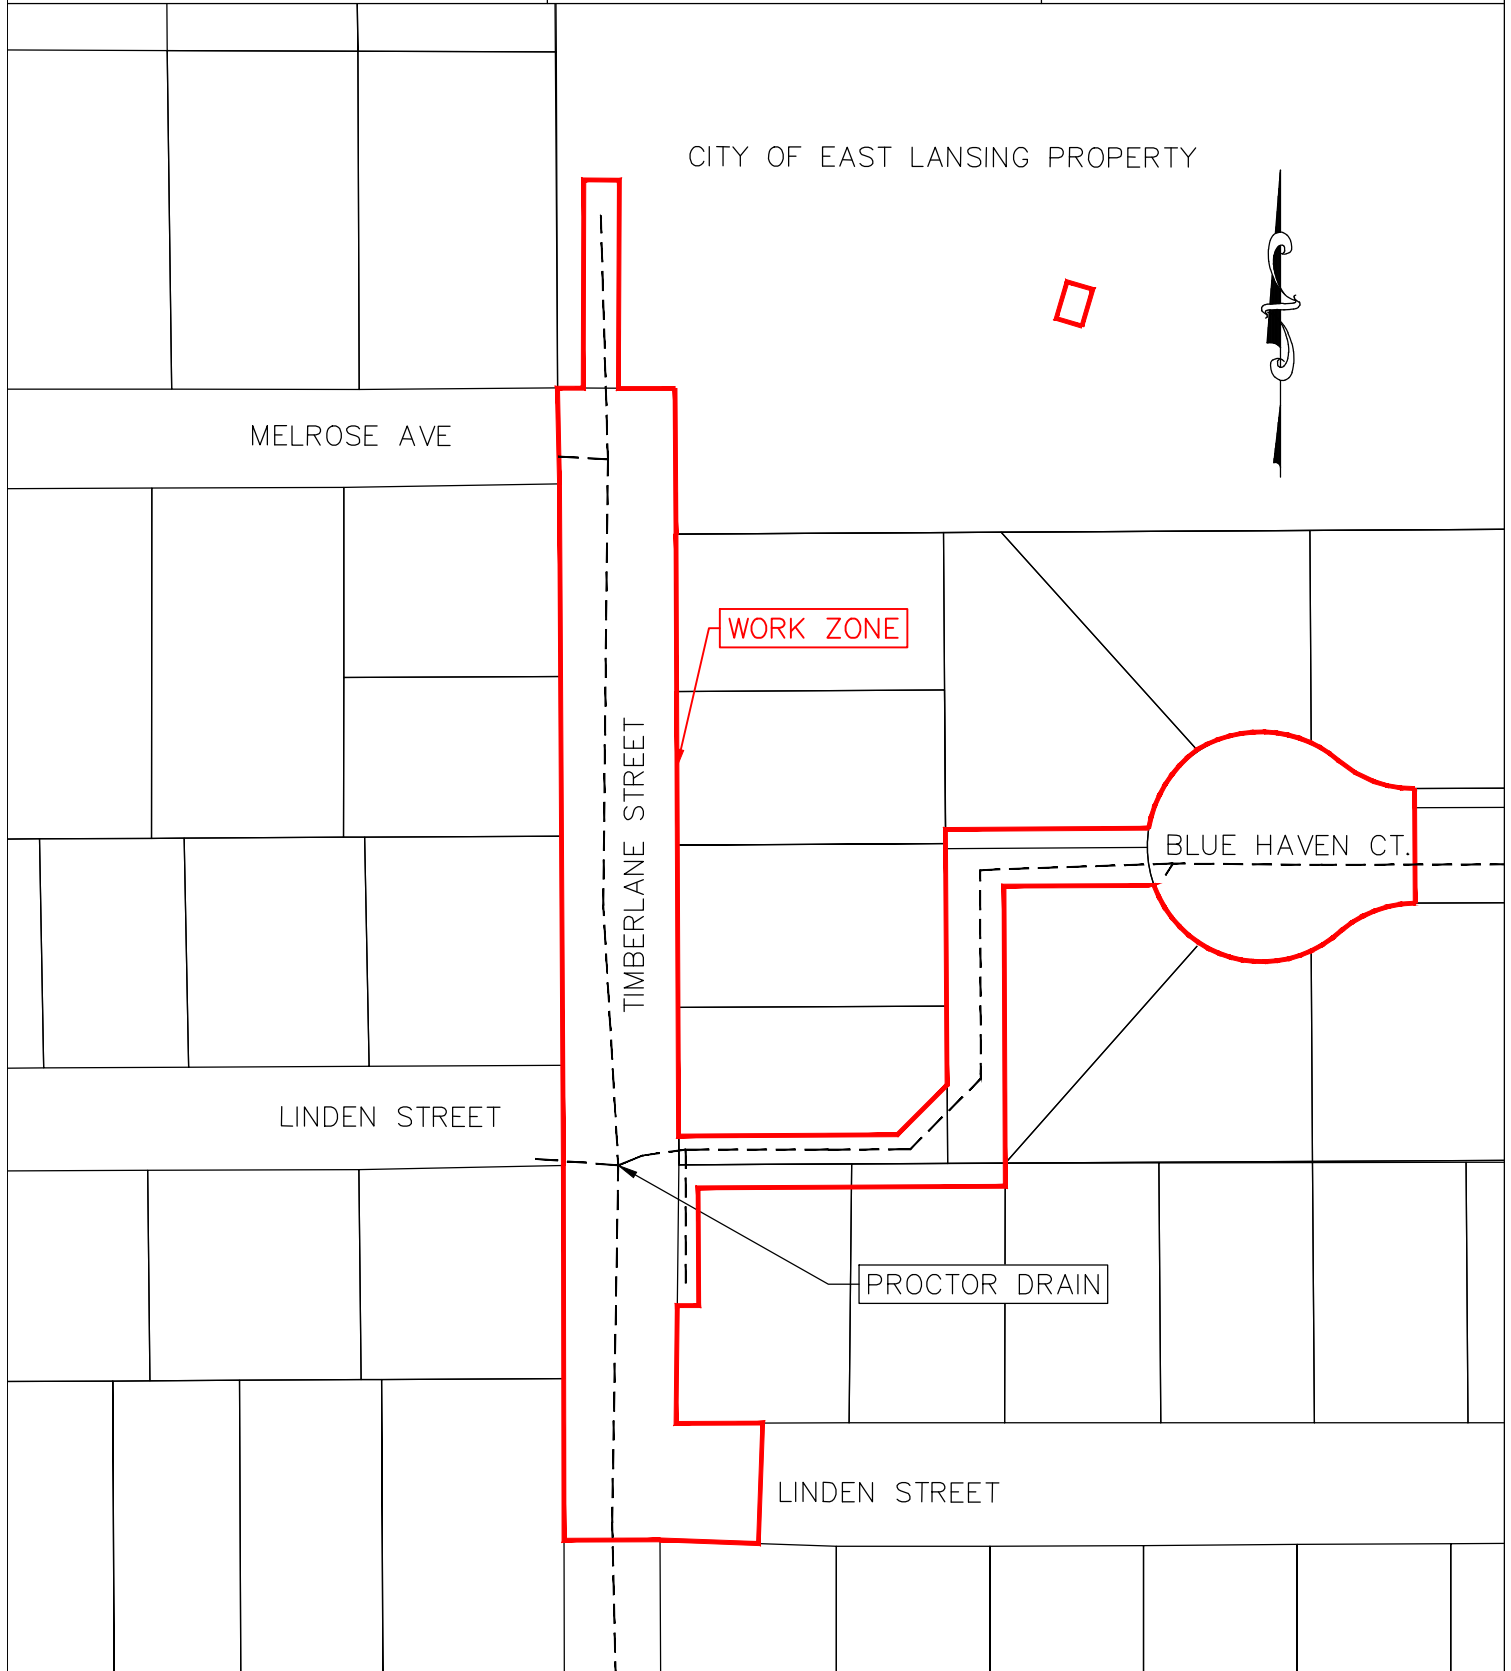 CITY OF EAST LANSING PROPERTY
MELROSE AVE
WORK ZONE
TIMBERLANE STREET
BLUE HAVEN CT.
LINDEN STREET
PROCTOR DRAIN
LINDEN STREET